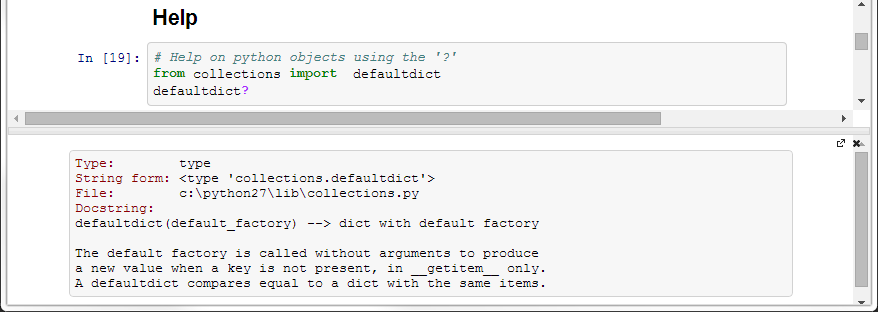 Help
In [19]:
# Help on python objects using the '?'
from collections import  defaultdict
defaultdict?
Type:        type
String form: <type 'collections.defaultdict'>
File:        c:\python27\lib\collections.py
Docstring:
defaultdict(default_factory) --> dict with default factory

The default factory is called without arguments to produce
a new value when a key is not present, in __getitem__ only.
A defaultdict compares equal to a dict with the same items.